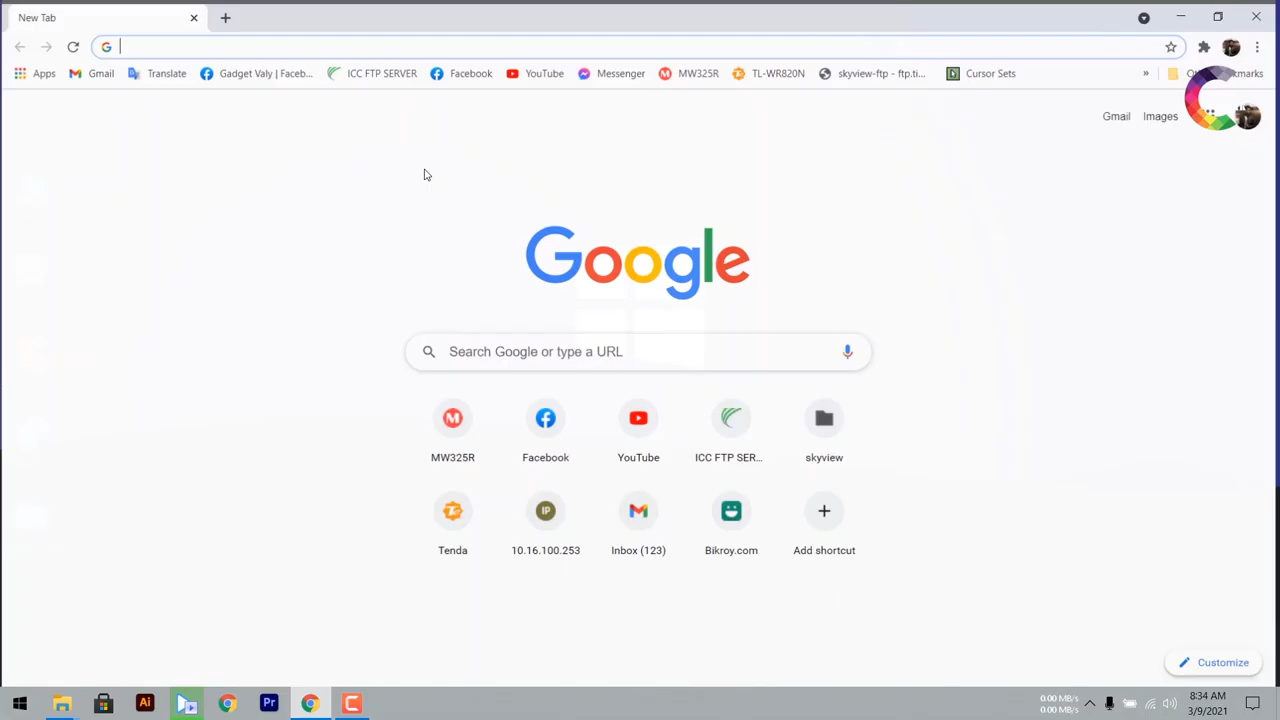 New Tab
Apps Gmail Translate Gadget Valy | Faceb... ICC FTP SERVER Facebook YouTube Messenger MW325R TL-WR820N skyview-ftp - ftp.ti... Cursor Sets »
Gmail Images
Google
Search Google or type a URL
MW325R Facebook YouTube ICC FTP SER... skyview
Tenda 10.16.100.253 Inbox (123) Bikroy.com Add shortcut
IP
Customize
Ai Pr
0.00 MB/s
0.00 MB/s
8:34 AM
3/9/2021